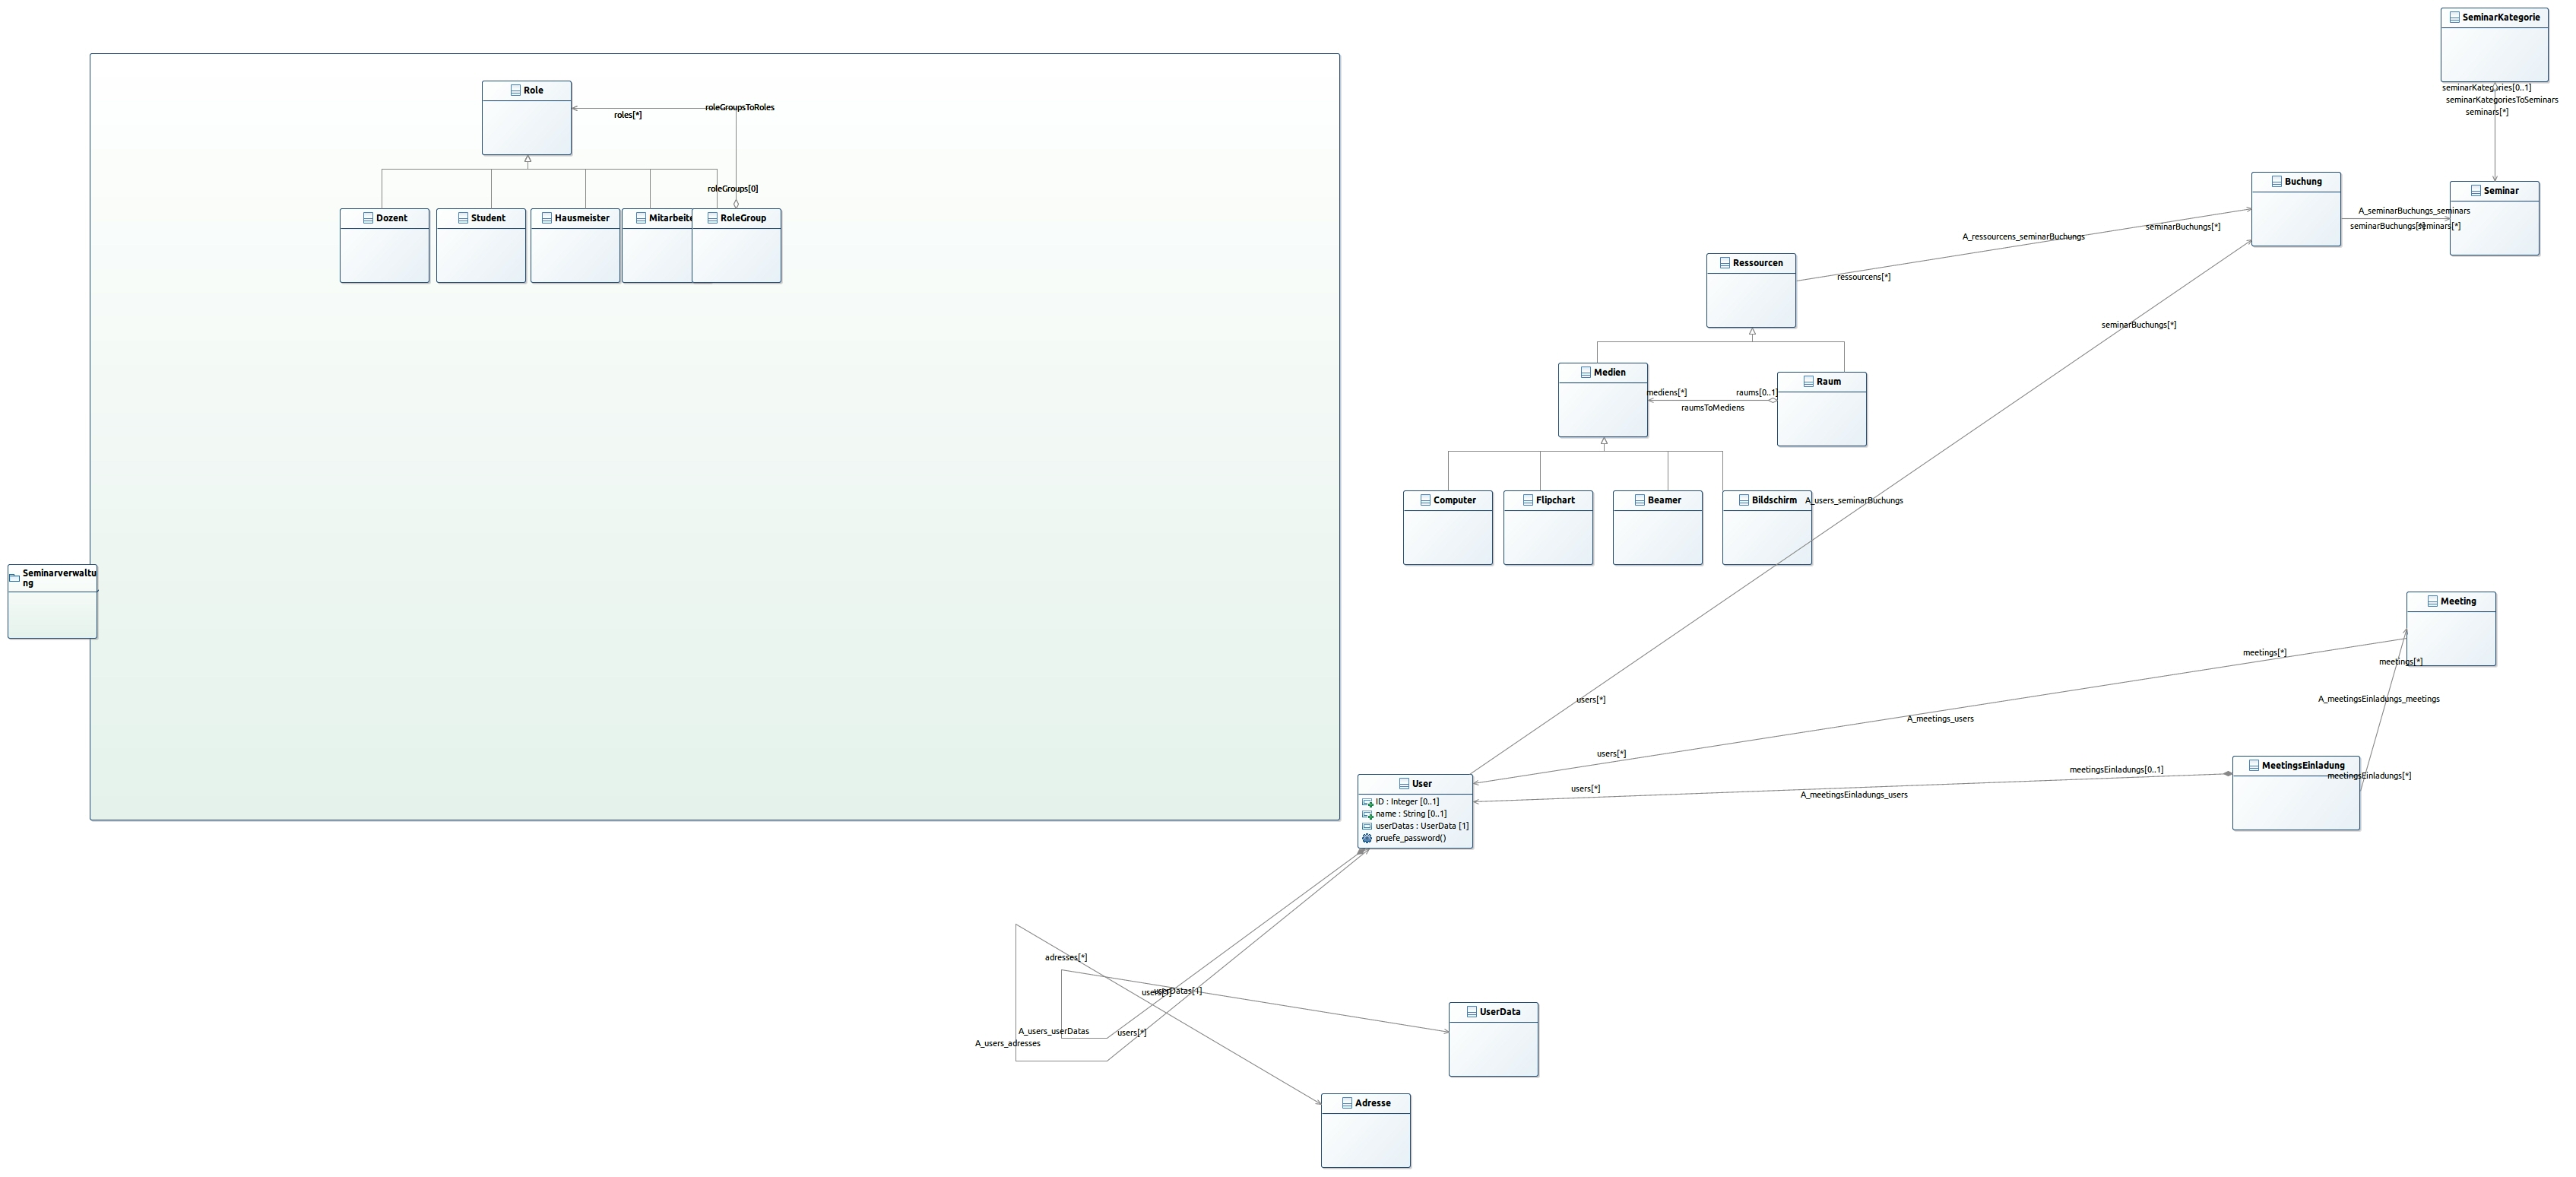 SeminarKategorie
seminarKategories[0..1]
seminarKategoriesToSeminars
seminars[*]
Role
roleGroupsToRoles
roles[*]
roleGroups[0]
Dozent
Student
Hausmeister
Mitarbeite
RoleGroup
Buchung
Seminar
A_seminarBuchungs_seminars
seminarBuchungs[*]
seminars[*]
seminarBuchungs[*]
A_ressourcens_seminarBuchungs
ressourcens[*]
Ressourcen
seminarBuchungs[*]
Medien
Raum
mediens[*]
raums[0..1]
raumsToMediens
Computer
Flipchart
Beamer
Bildschirm
A_users_seminarBuchungs
Seminarverwaltu
ng
Meeting
meetings[*]
meetings[*]
A_meetingsEinladungs_meetings
users[*]
A_meetings_users
users[*]
meetingsEinladungs[0..1]
MeetingsEinladung
meetingsEinladungs[*]
users[*]
A_meetingsEinladungs_users
User
ID : Integer [0..1]
name : String [0..1]
userDatas : UserData [1]
pruefe_password()
adresses[*]
users[1]
userDatas[1]
A_users_userDatas
users[*]
A_users_adresses
UserData
Adresse